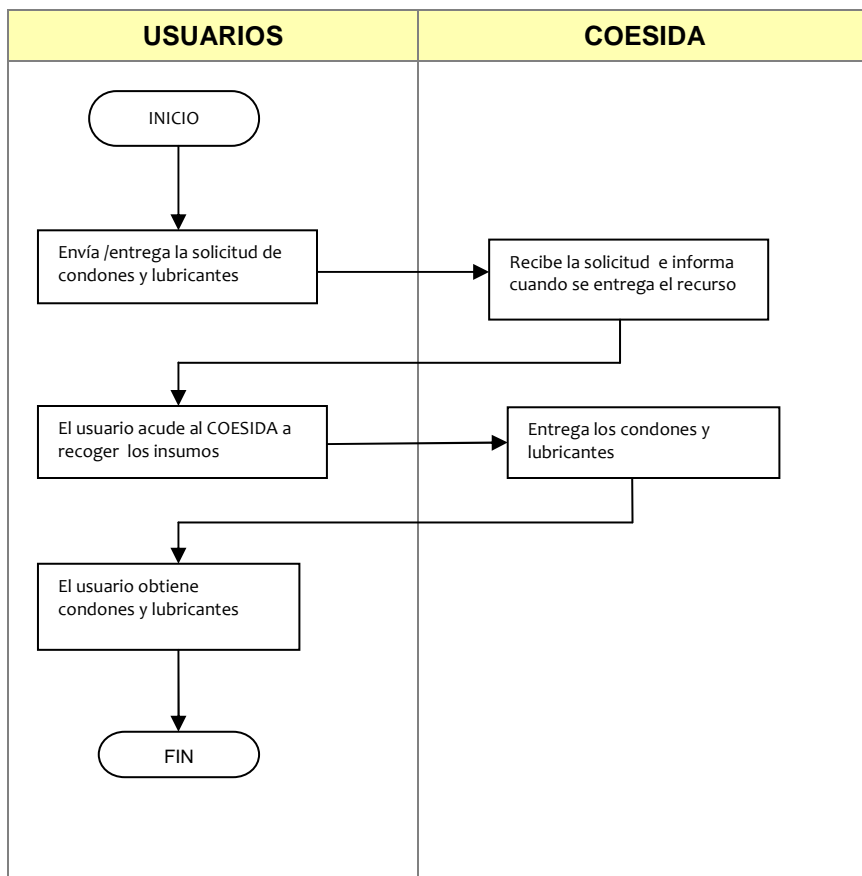 USUARIOS
COESIDA
INICIO
Envía /entrega la solicitud de
condones y lubricantes
Recibe la solicitud e informa
cuando se entrega el recurso
El usuario acude al COESIDA a
recoger los insumos
Entrega los condones y
lubricantes
El usuario obtiene
condones y lubricantes
FIN